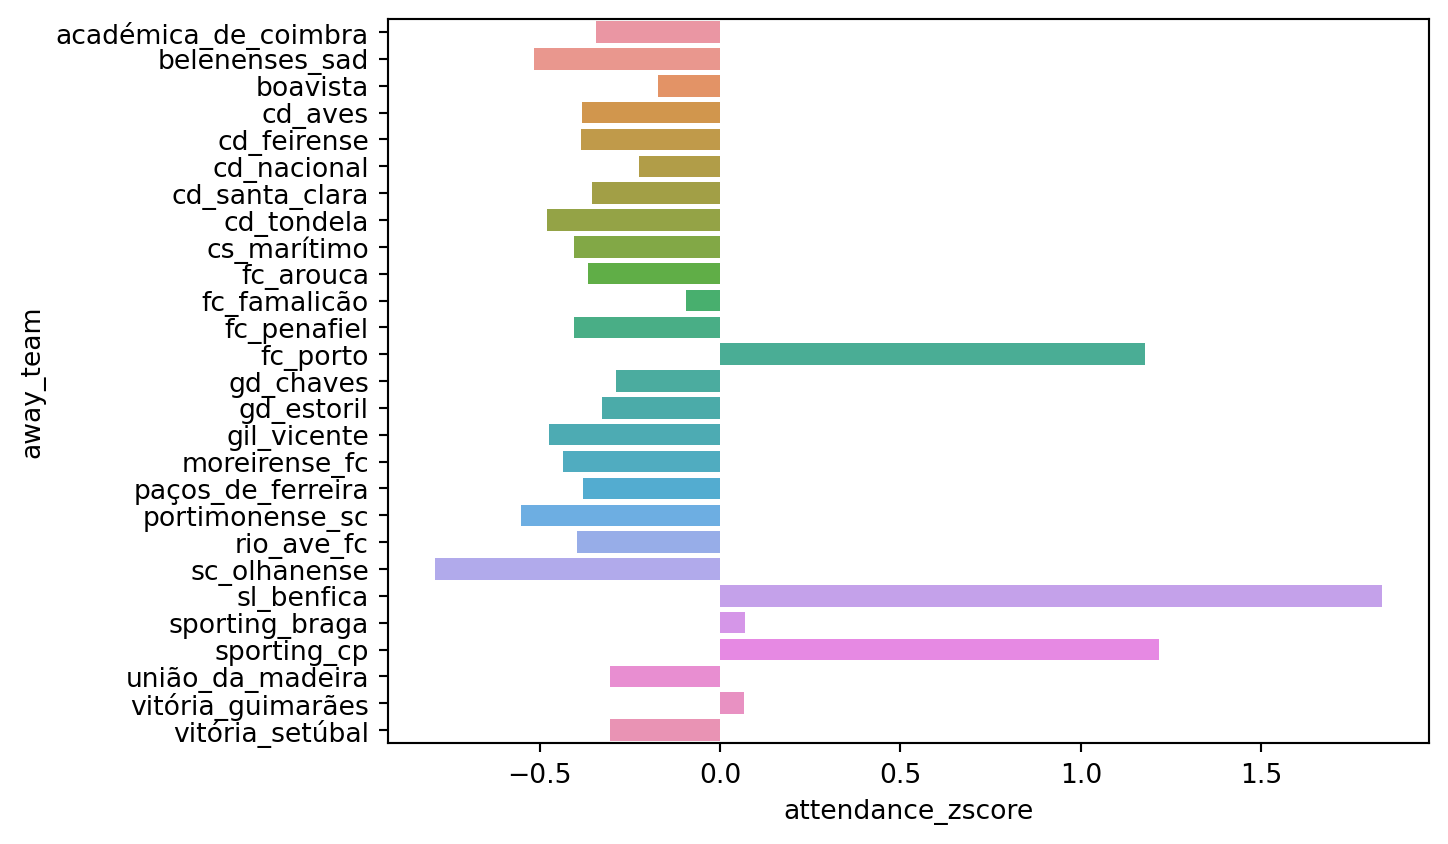 académica_de_coimbra
belenenses_sad
boavista
cd_aves
cd_feirense
cd_nacional
cd_santa_clara
cd_tondela
cs_marítimo
fc_arouca
fc_famalicão
fc_penafiel
fc_porto
gd_chaves
gd_estoril
gil_vicente
moreirense_fc
paços_de_ferreira
portimonense_sc
rio_ave_fc
sc_olhanense
sl_benfica
sporting_braga
sporting_cp
união_da_madeira
vitória_guimarães
vitória_setúbal
away_team
−0.5 0.0 0.5 1.0 1.5
attendance_zscore